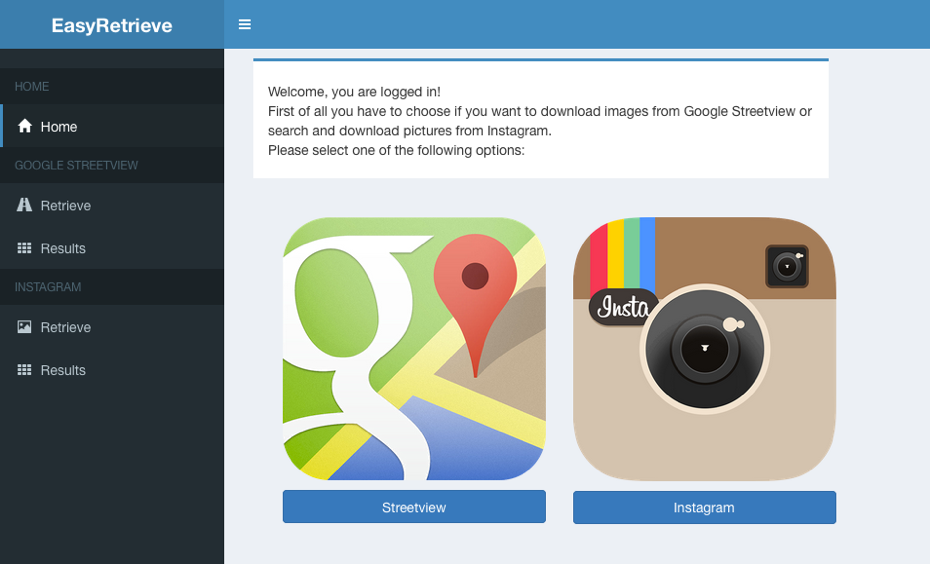 EasyRetrieve
HOME
Home
GOOGLE STREETVIEW
Retrieve
Results
INSTAGRAM
Retrieve
Results
Welcome, you are logged in!
First of all you have to choose if you want to download images from Google Streetview or
search and download pictures from Instagram.
Please select one of the following options:
g
Insta
Streetview
Instagram